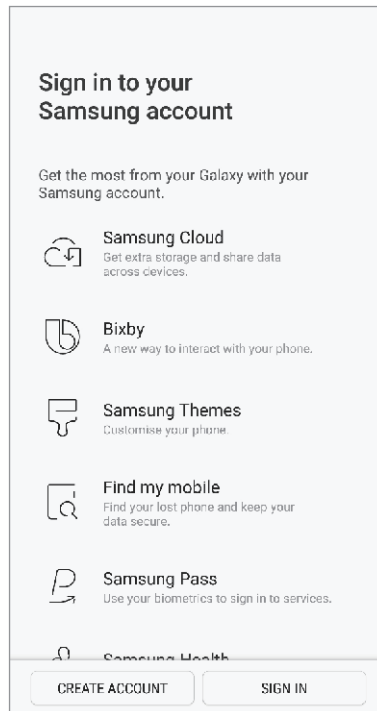 Sign in to your
Samsung account
Get the most from your Galaxy with your
Samsung account.
Samsung Cloud
Get extra storage and share data
across devices.
Bixby
A new way to interact with your phone.
Samsung Themes
Customise your phone.
Find my mobile
Find your lost phone and keep your
data secure.
Samsung Pass
Use your biometrics to sign in to services.
Samsung Health
CREATE ACCOUNT
SIGN IN